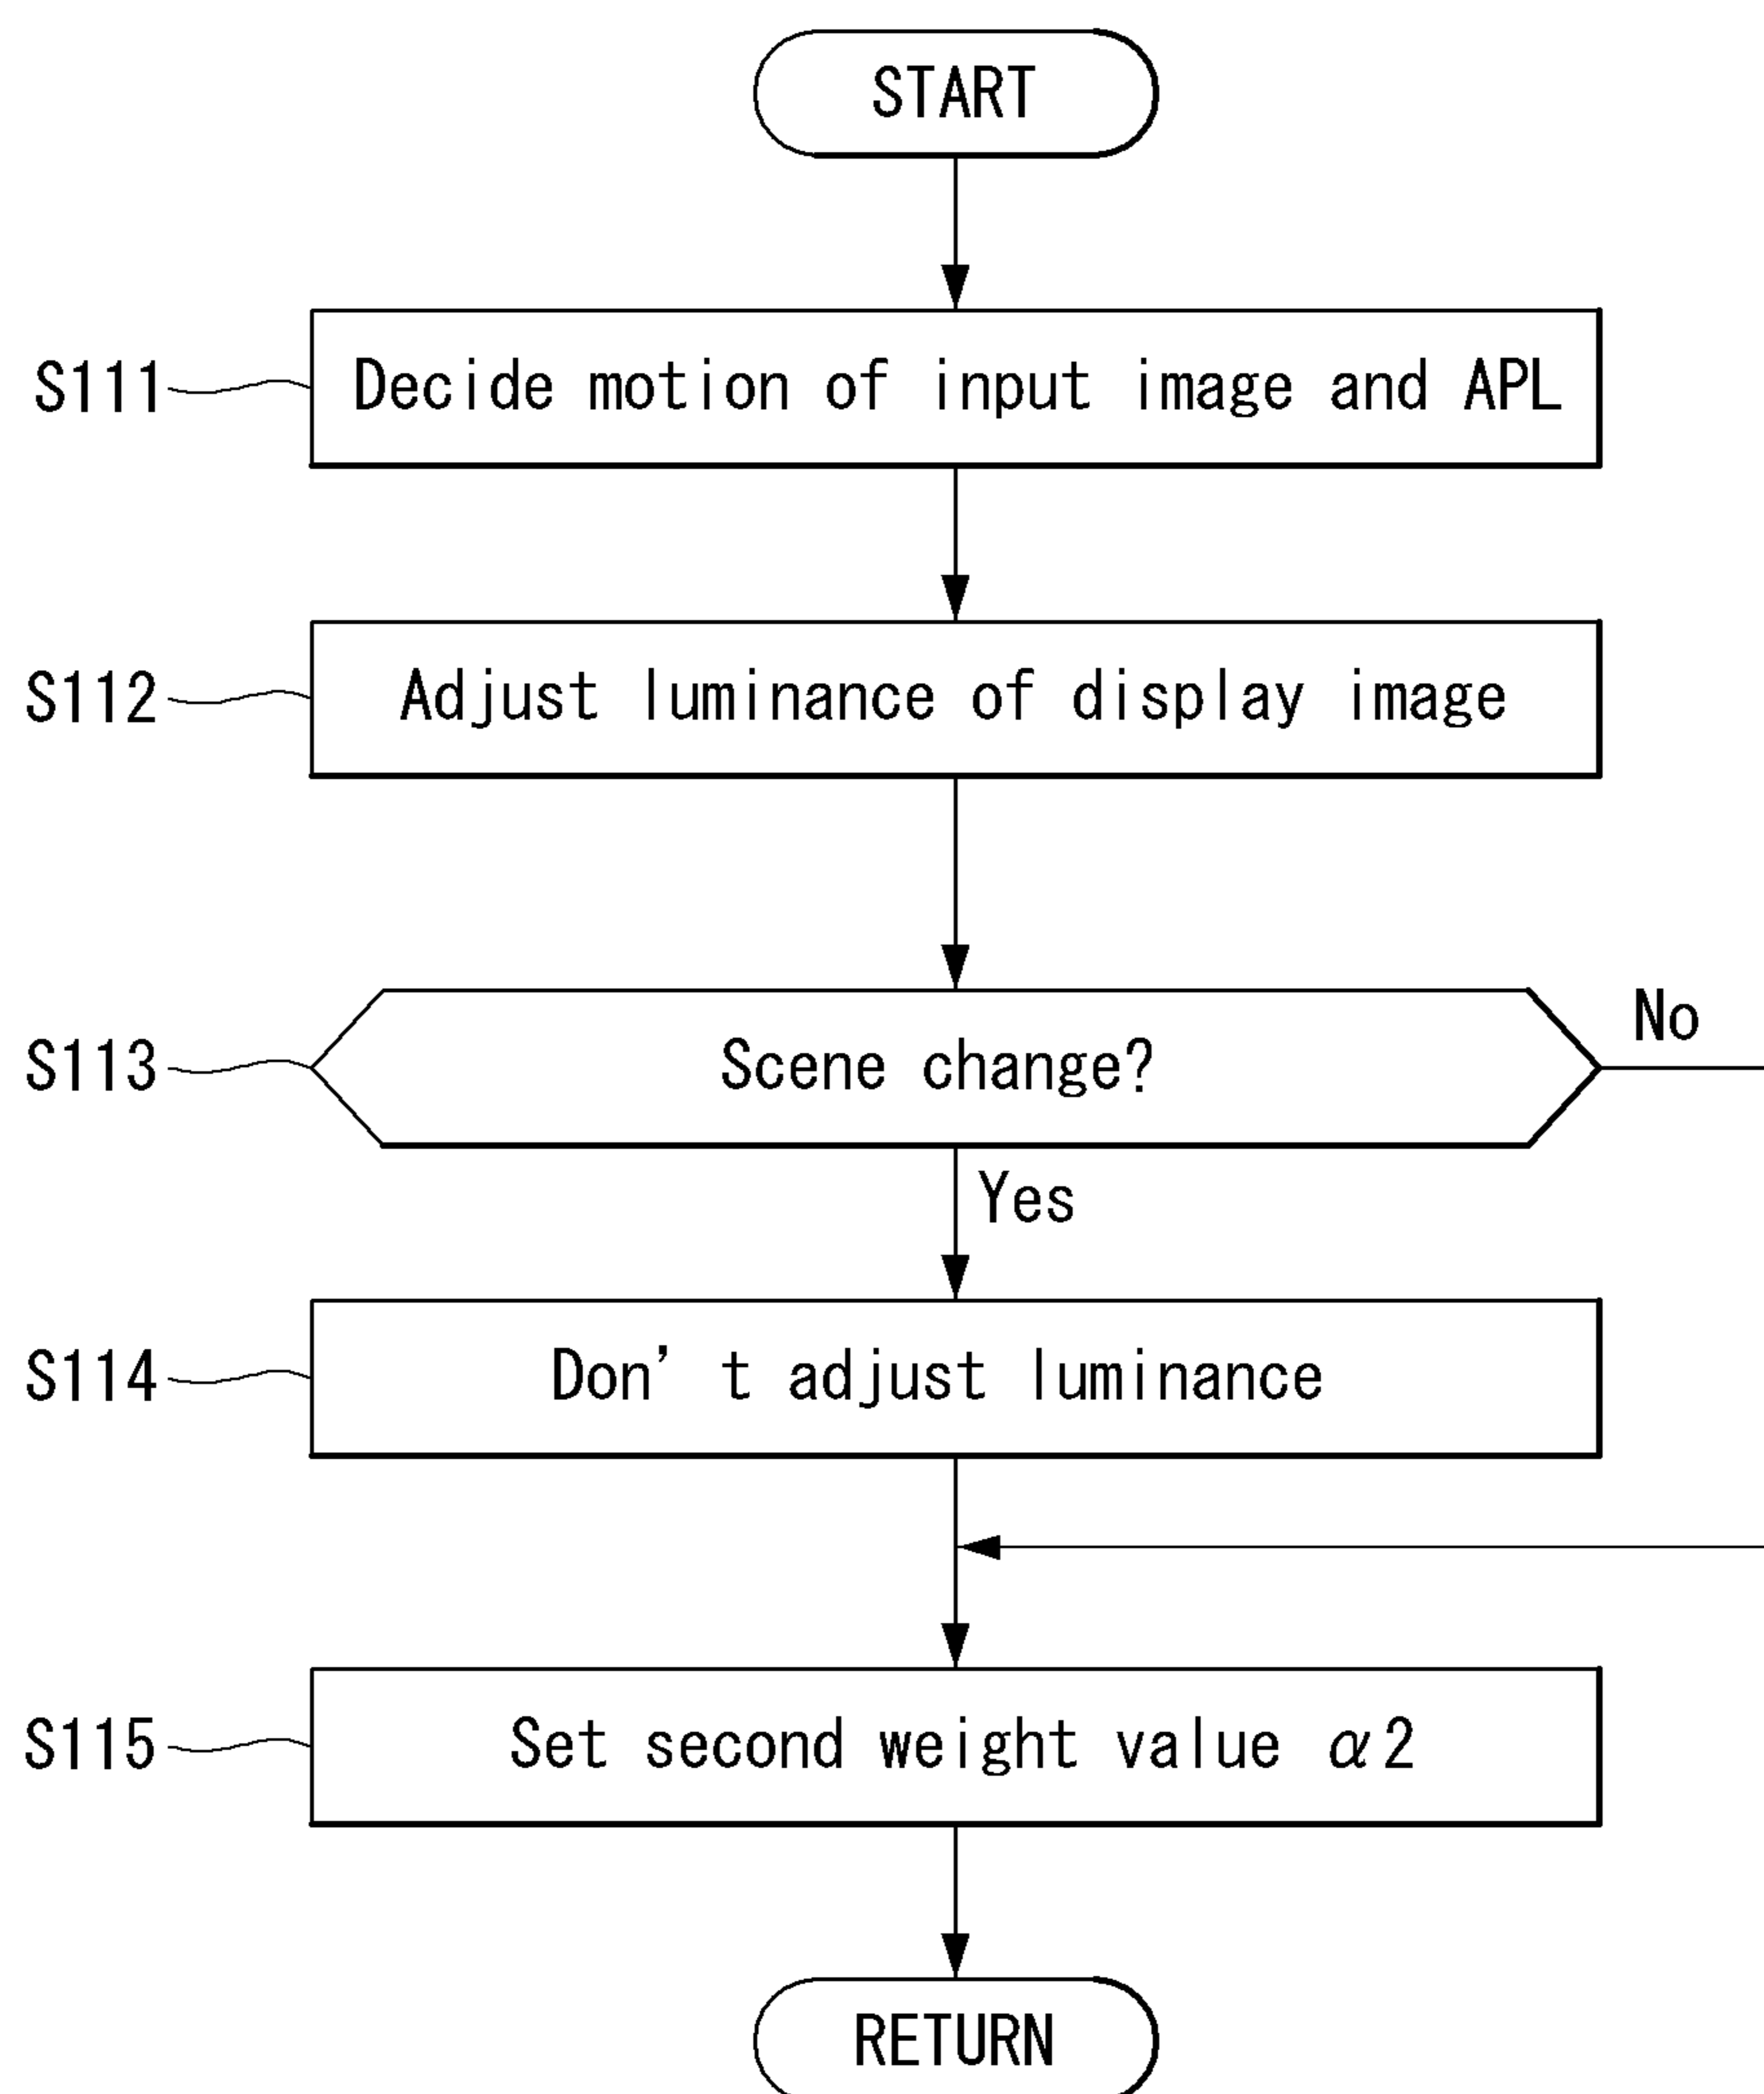 START
S111 Decide motion of input image and APL
S112 Adjust luminance of display image
S113 Scene change? No
Yes
S114 Don't adjust luminance
S115 Set second weight value α2
RETURN